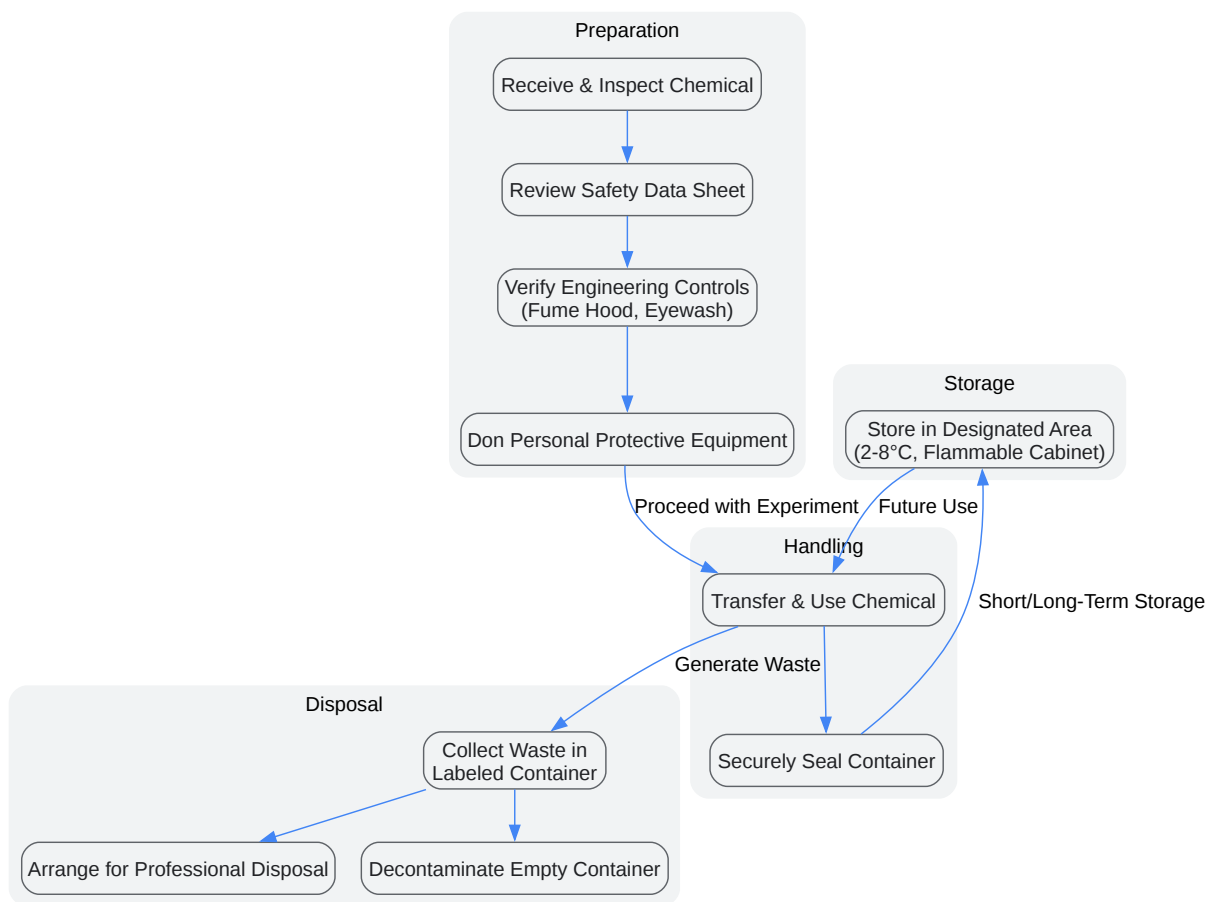 Preparation
Receive & Inspect Chemical
Review Safety Data Sheet
Verify Engineering Controls
(Fume Hood, Eyewash)
Don Personal Protective Equipment
Storage
Store in Designated Area
(2-8°C, Flammable Cabinet)
Proceed with Experiment
Future Use
Handling
Transfer & Use Chemical
Short/Long-Term Storage
Generate Waste
Securely Seal Container
Disposal
Collect Waste in
Labeled Container
Arrange for Professional Disposal
Decontaminate Empty Container